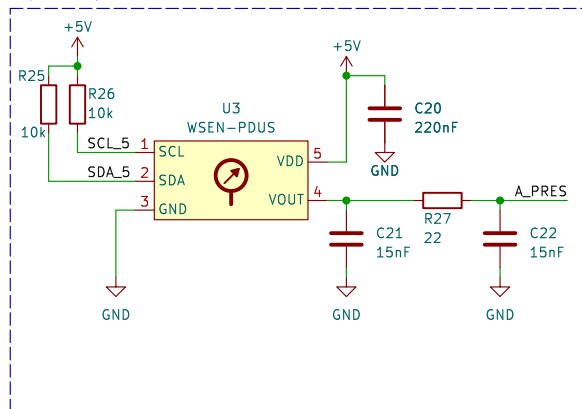 +5V
R25
R26
10k
10k
SCL_5
SDA_5
U3
WSEN-PDUS
1
SCL
2
SDA
3
GND
VDD
5
VOUT
4
+5V
C20
220nF
GND
A_PRES
R27
22
C21
15nF
C22
15nF
GND
GND
GND